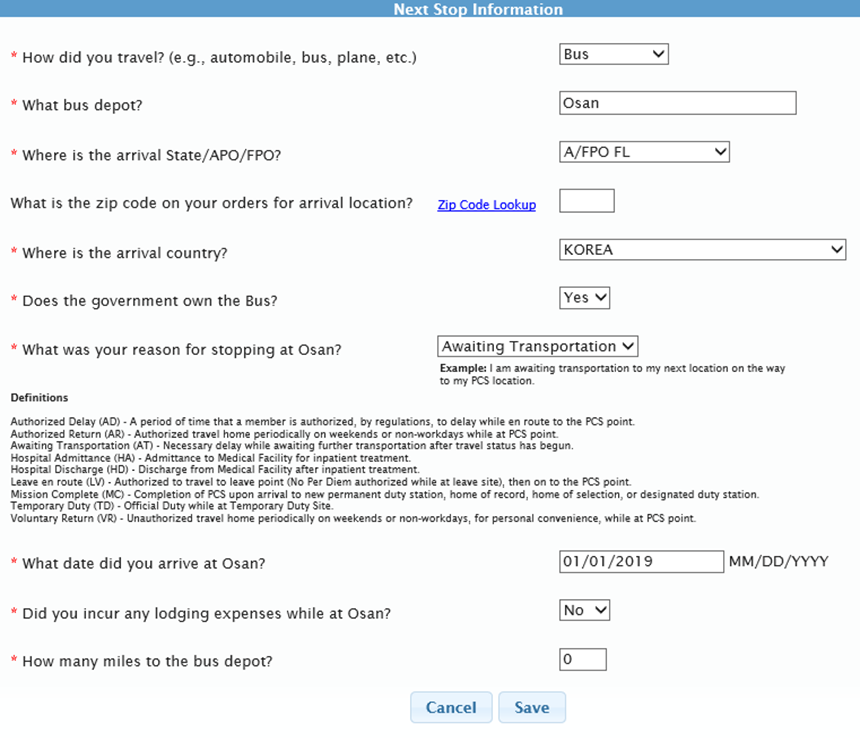 Next Stop Information
* How did you travel? (e.g., automobile, bus, plane, etc.) Bus
* What bus depot? Osan
* Where is the arrival State/APO/FPO? A/FPO FL
What is the zip code on your orders for arrival location? Zip Code Lookup
* Where is the arrival country? KOREA
* Does the government own the Bus? Yes
* What was your reason for stopping at Osan? Awaiting Transportation
Example: I am awaiting transportation to my next location on the way
to my PCS location.
Definitions
Authorized Delay (AD) - A period of time that a member is authorized, by regulations, to delay while en route to the PCS point.
Authorized Return (AR) - Authorized travel home periodically on weekends or non-workdays while at PCS point.
Awaiting Transportation (AT) - Necessary delay while awaiting further transportation after travel status has begun.
Hospital Admittance (HA) - Admittance to Medical Facility for inpatient treatment.
Hospital Discharge (HD) - Discharge from Medical Facility after inpatient treatment.
Leave en route (LV) - Authorized to travel to leave point (No Per Diem authorized while at leave site), then on to the PCS point.
Mission Complete (MC) - Completion of PCS upon arrival to new permanent duty station, home of record, home of selection, or designated duty station.
Temporary Duty (TD) - Official Duty while at Temporary Duty Site.
Voluntary Return (VR) - Unauthorized travel home periodically on weekends or non-workdays, for personal convenience, while at PCS point.
* What date did you arrive at Osan? 01/01/2019 MM/DD/YYYY
* Did you incur any lodging expenses while at Osan? No
* How many miles to the bus depot? 0
Cancel Save